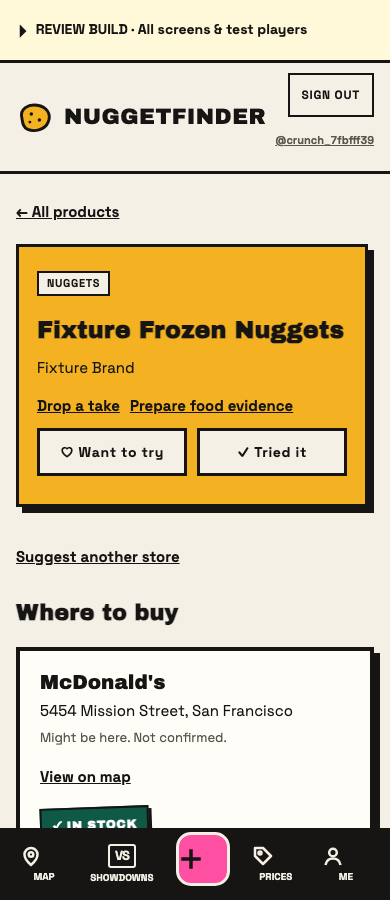 REVIEW BUILD · All screens & test players
NUGGETFINDER
SIGN OUT
@crunch_7fbfff39
← All products
NUGGETS
Fixture Frozen Nuggets
Fixture Brand
Drop a take Prepare food evidence
♡ Want to try ✓ Tried it
Suggest another store
Where to buy
McDonald's
5454 Mission Street, San Francisco
Might be here. Not confirmed.
View on map
✓ IN STOCK
MAP
VS
SHOWDOWNS
+
PRICES
ME